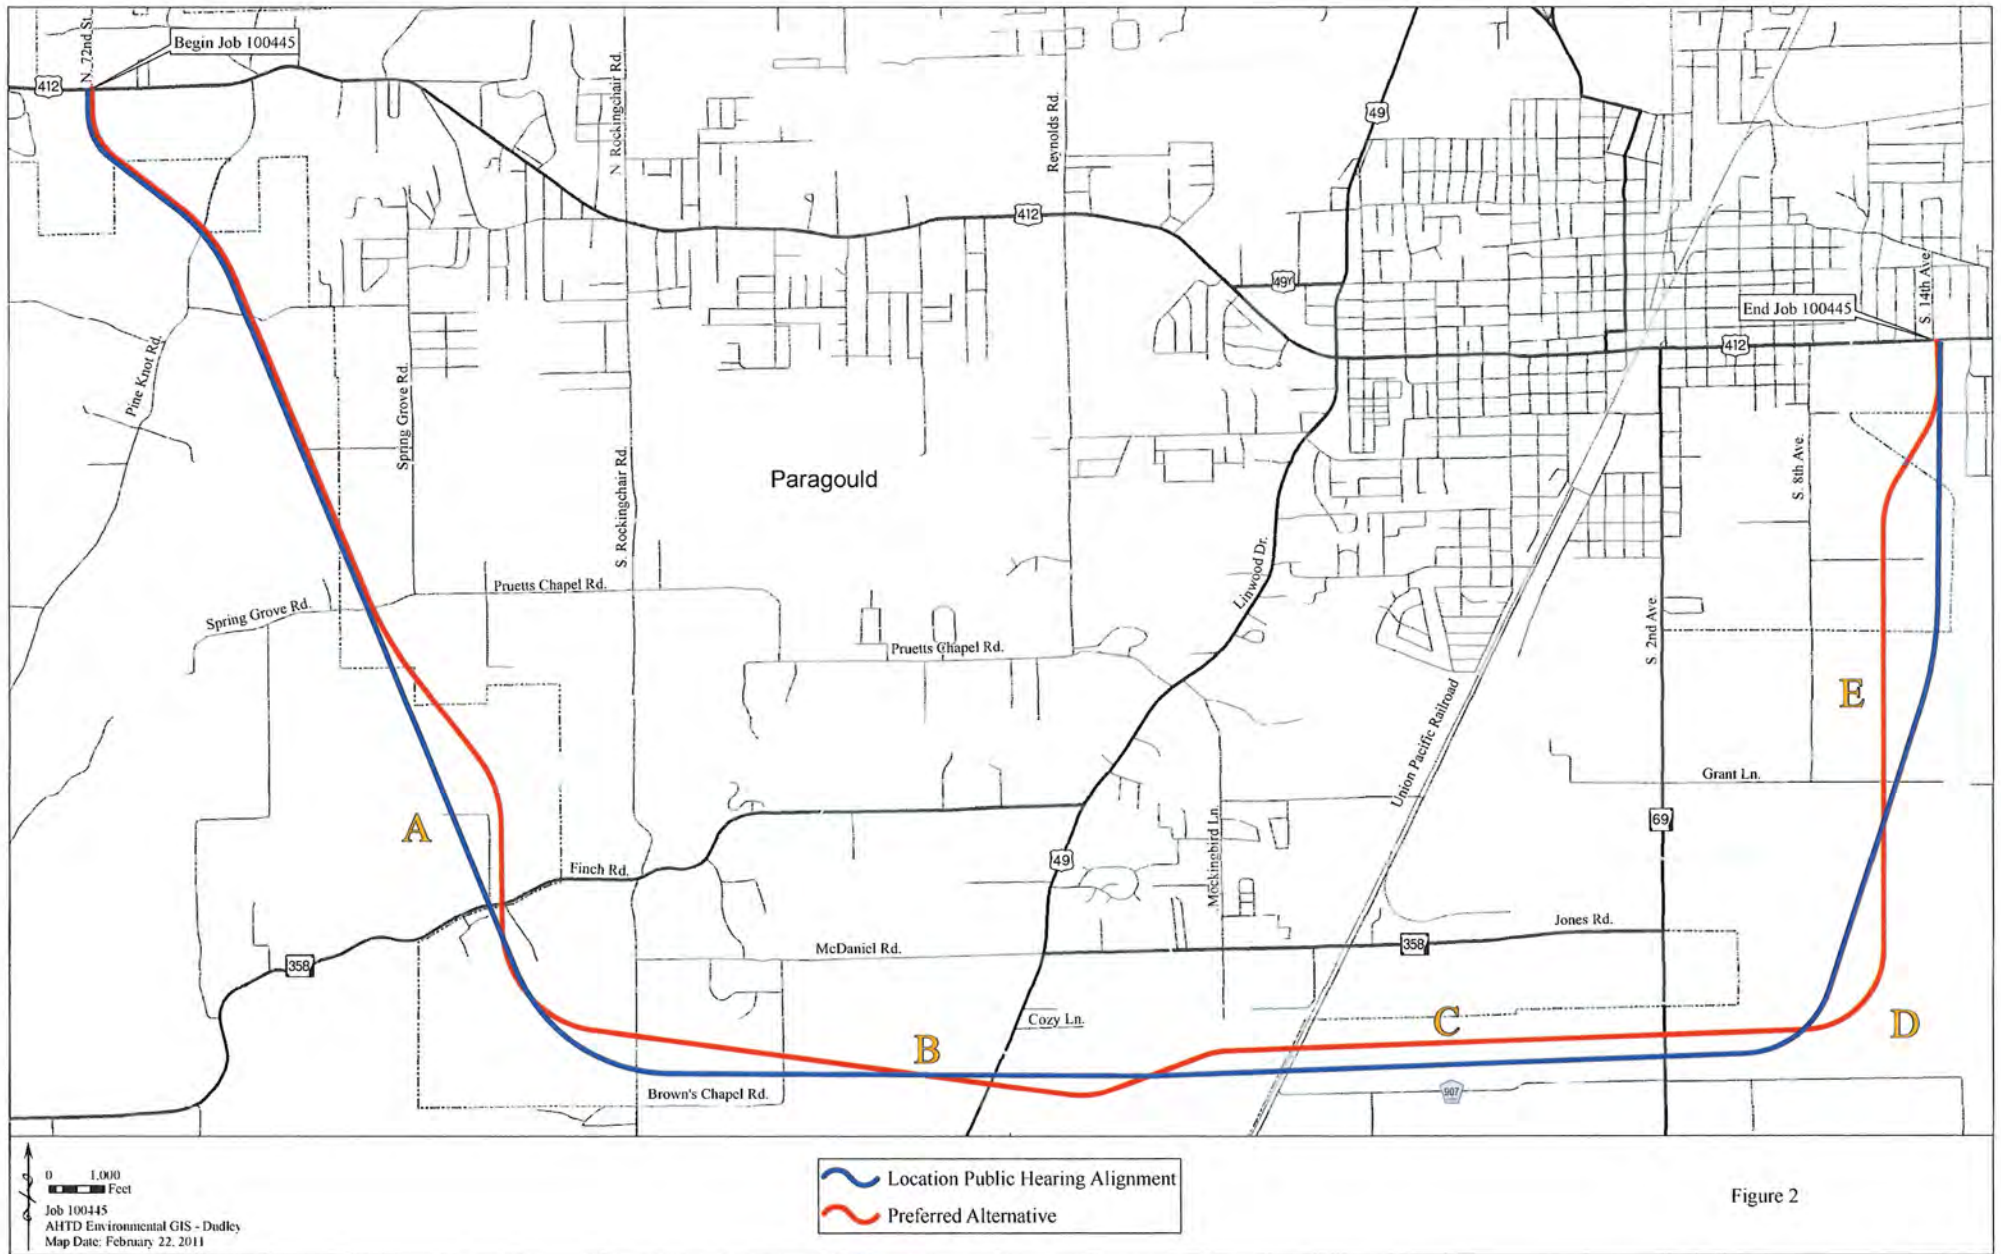 N. 72nd St.
Begin Job 100445
412
N. Rockingchair Rd.
Reynolds Rd.
49
412
49Y
S. 14th Ave.
End Job 100445
412
Pine Knot Rd.
Spring Grove Rd.
S. Rockingchair Rd.
Paragould
S. 8th Ave.
Linwood Dr.
Pruetts Chapel Rd.
Spring Grove Rd.
Pruetts Chapel Rd.
S. 2nd Ave.
Union Pacific Railroad
E
Grant Ln.
A
69
Finch Rd.
49
Mockingbird Ln.
Jones Rd.
McDaniel Rd.
358
358
Cozy Ln.
B
C
D
Brown's Chapel Rd.
907
0 1,000
Feet
Job 100445
AHTD Environmental GIS - Dudley
Map Date: February 22, 2011
Location Public Hearing Alignment
Preferred Alternative
Figure 2